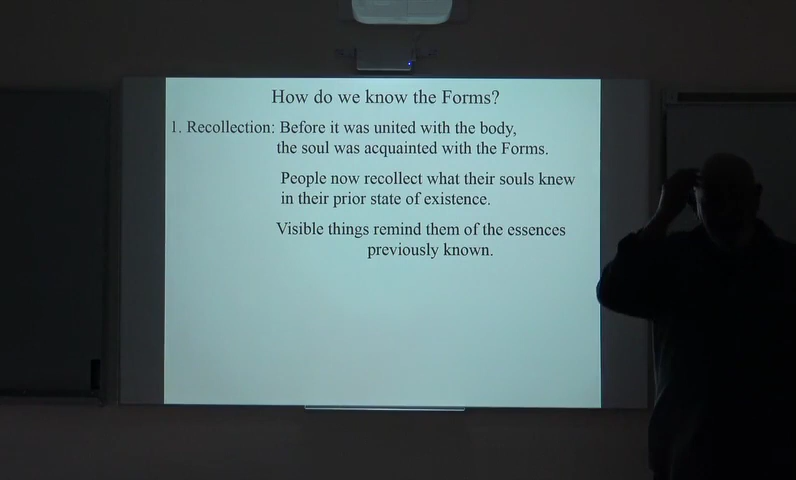 How do we know the Forms?
1. Recollection: Before it was united with the body,
the soul was acquainted with the Forms.
People now recollect what their souls knew
in their prior state of existence.
Visible things remind them of the essences
previously known.